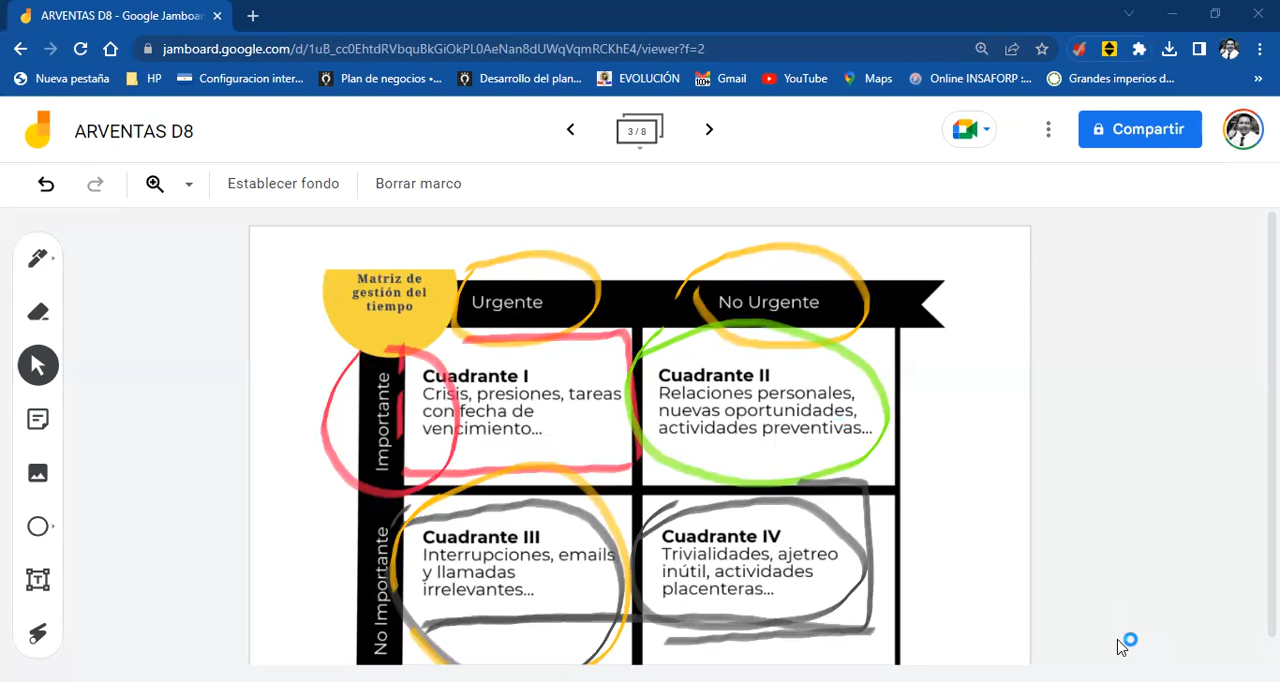 ARVENTAS D8 - Google Jamboar
jamboard.google.com/d/1uB_cc0EhtdRVbquBkGiOkPL0AeNan8dUWqVqmRCKhE4/viewer?f=2
Nueva pestaña
HP
Configuracion inter...
Plan de negocios •...
Desarrollo del plan...
EVOLUCIÓN
100+
Gmail
YouTube
Maps
Online INSAFORP :...
Grandes imperios d...
»
ARVENTAS D8
3 / 8
Compartir
Establecer fondo
Borrar marco
Matriz de
gestión del
tiempo
Urgente
No Urgente
Importante
Cuadrante I
Crisis, presiones, tareas
con fecha de
vencimiento...
Cuadrante II
Relaciones personales,
nuevas oportunidades,
actividades preventivas...
No Importante
Cuadrante III
Interrupciones, emails
y llamadas
irrelevantes...
Cuadrante IV
Trivialidades, ajetreo
inútil, actividades
placenteras...